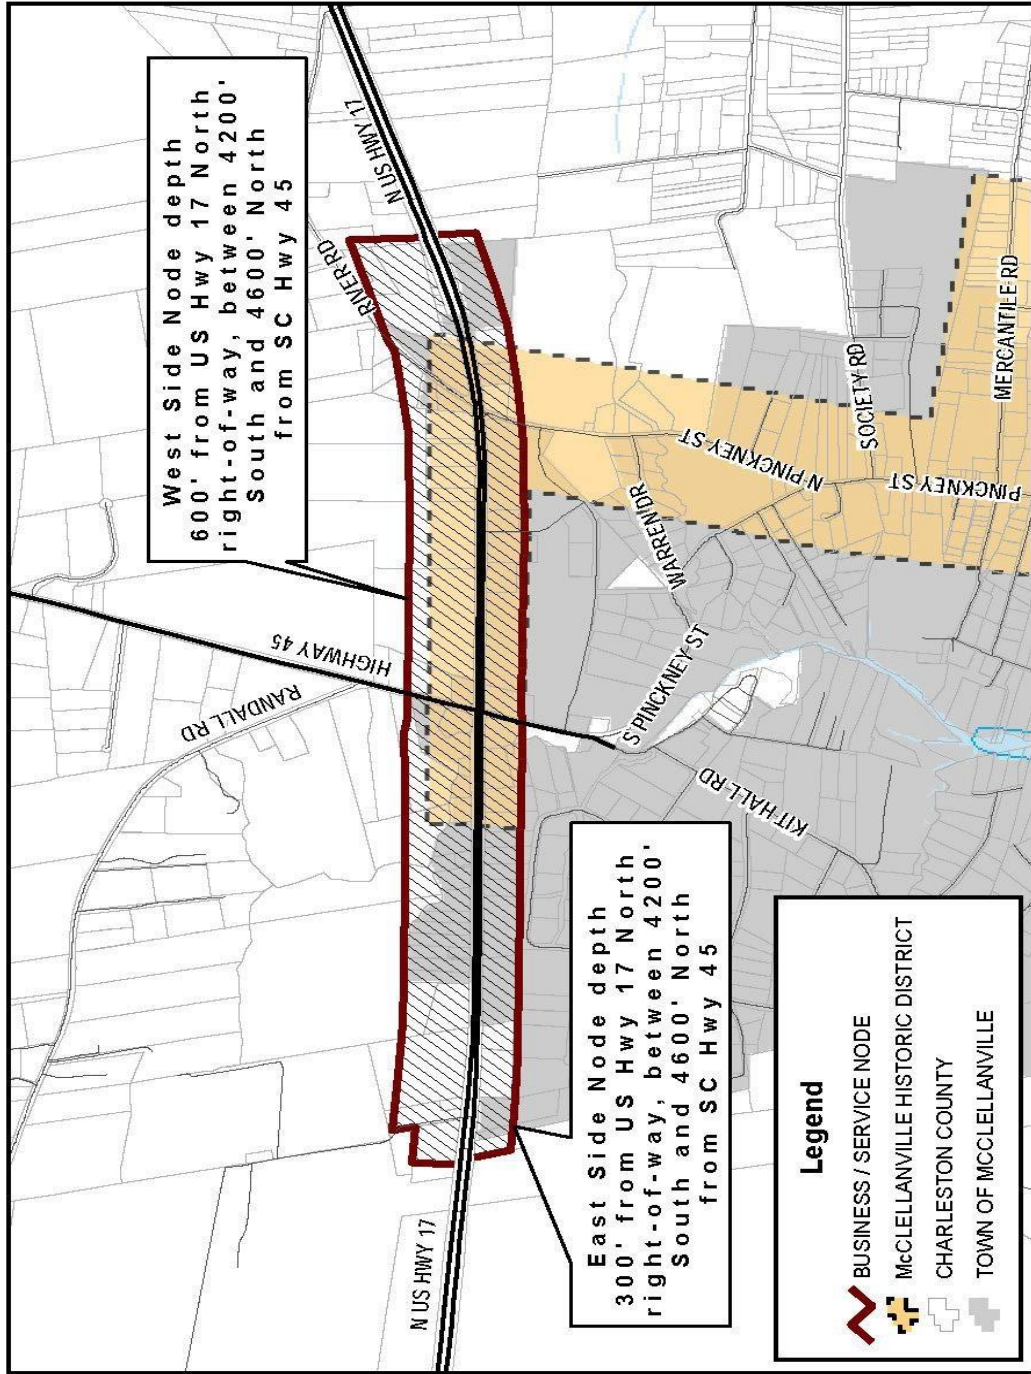 West Side Node depth
600' from US Hwy 17 North
right-of-way, between 4200'
South and 4600' North
from SC Hwy 45
N US HWY 17
RIVER RD
HIGHWAY 45
RANDALL RD
N US HWY 17
East Side Node depth
300' from US Hwy 17 North
right-of-way, between 4200'
South and 4600' North
from SC Hwy 45
KIT HALL RD
S PINCKNEY ST
WARREN DR
N PINCKNEY ST
PINCKNEY ST
SOCIETY RD
MERCANTILE RD
Legend
BUSINESS / SERVICE NODE
McCLELLANVILLE HISTORIC DISTRICT
CHARLESTON COUNTY
TOWN OF MCCLELLANVILLE